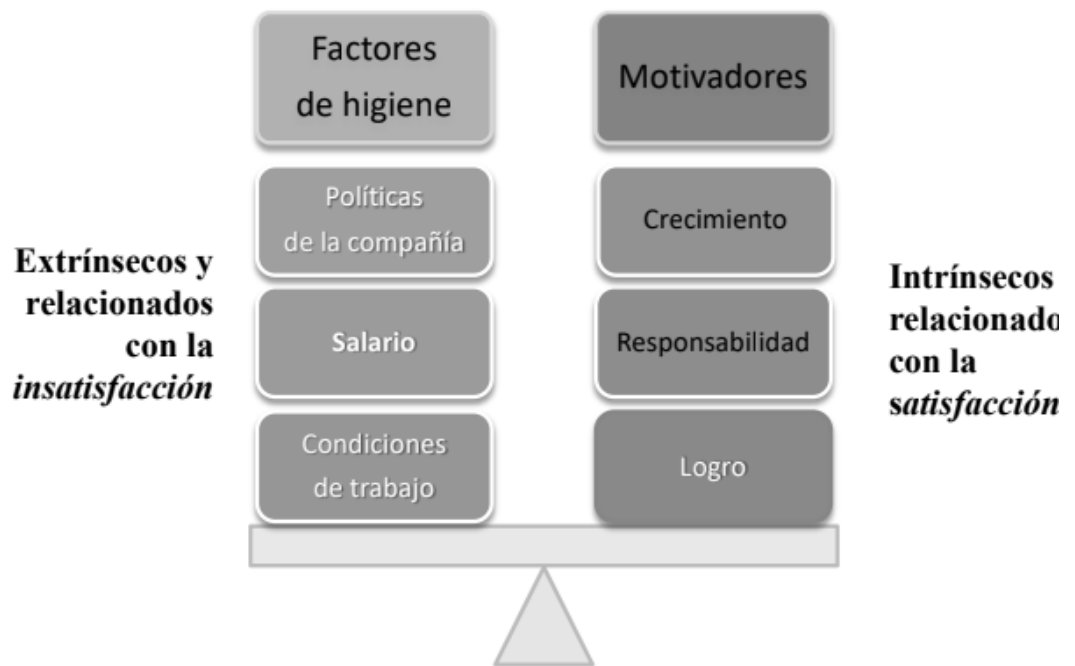 Factores
de higiene
Motivadores
Políticas
de la compañía
Crecimiento
Extrínsecos y
relacionados
con la
insatisfacción
Salario
Responsabilidad
Intrínsecos
relacionado
con la
satisfacción
Condiciones
de trabajo
Logro